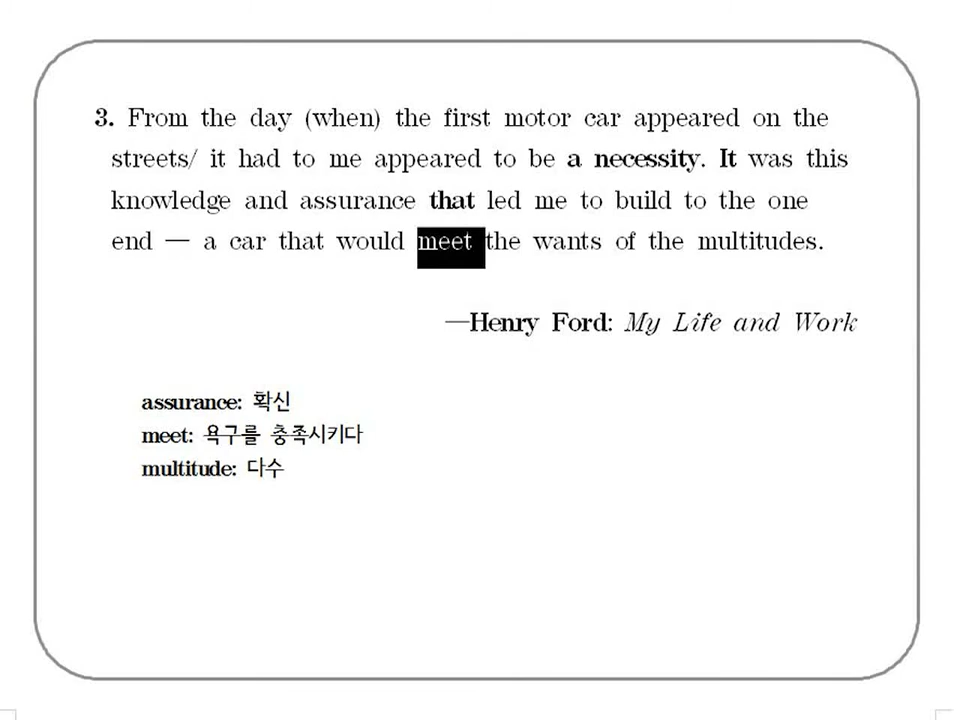 3. From the day (when) the first motor car appeared on the
streets/ it had to me appeared to be a necessity. It was this
knowledge and assurance that led me to build to the one
end — a car that would meet the wants of the multitudes.
—Henry Ford: My Life and Work
assurance: 확신
meet: 욕구를 충족시키다
multitude: 다수